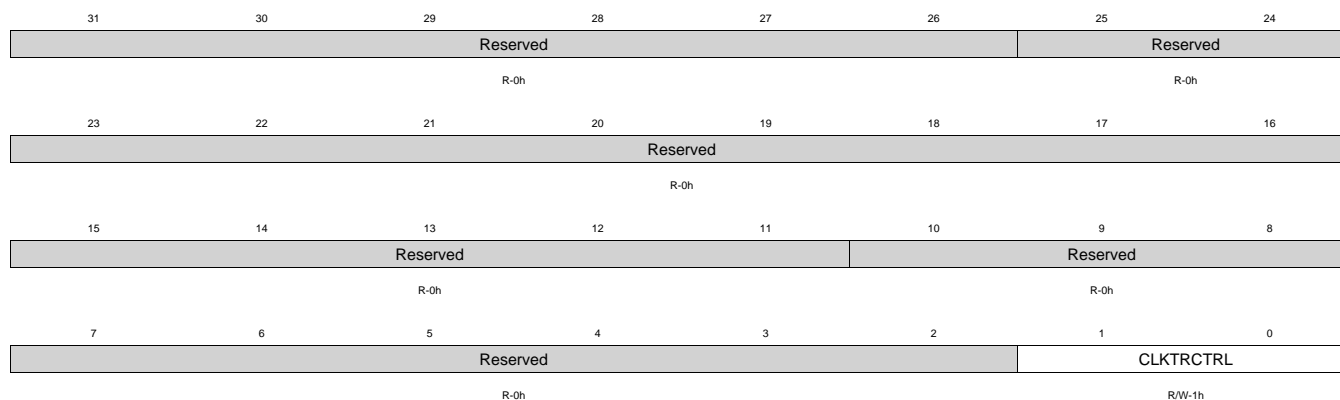 31 30 29 28 27 26 25 24
Reserved Reserved
R-0h R-0h
23 22 21 20 19 18 17 16
Reserved
R-0h
15 14 13 12 11 10 9 8
Reserved Reserved
R-0h R-0h
7 6 5 4 3 2 1 0
Reserved CLKTRCTRL
R-0h R/W-1h